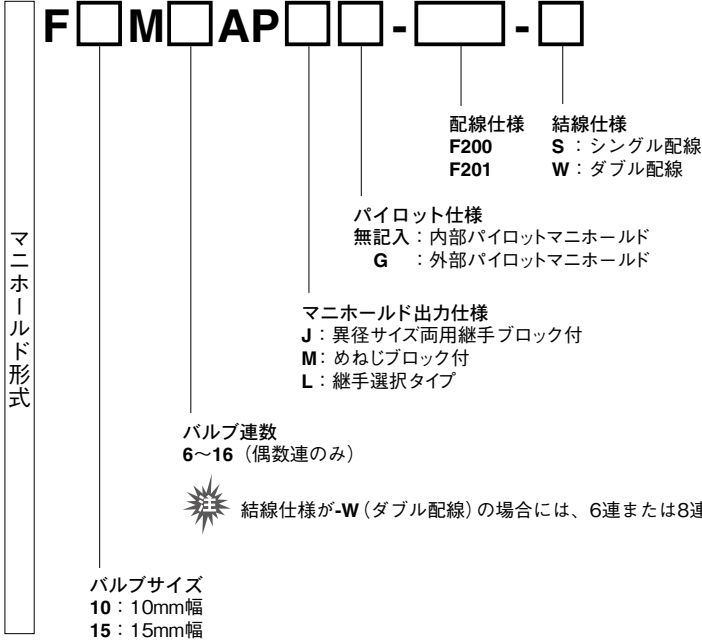 マニホールド形式
F□M□AP□□-□-□
配線仕様
F200
F201
結線仕様
S：シングル配線
W：ダブル配線
パイロット仕様
無記入：内部パイロットマニホールド
G：外部パイロットマニホールド
マニホールド出力仕様
J：異径サイズ両用継手ブロック付
M：めねじブロック付
L：継手選択タイプ
バルブ連数
6〜16（偶数連のみ）
注 結線仕様が-W（ダブル配線）の場合には、6連または8連
バルブサイズ
10：10mm幅
15：15mm幅